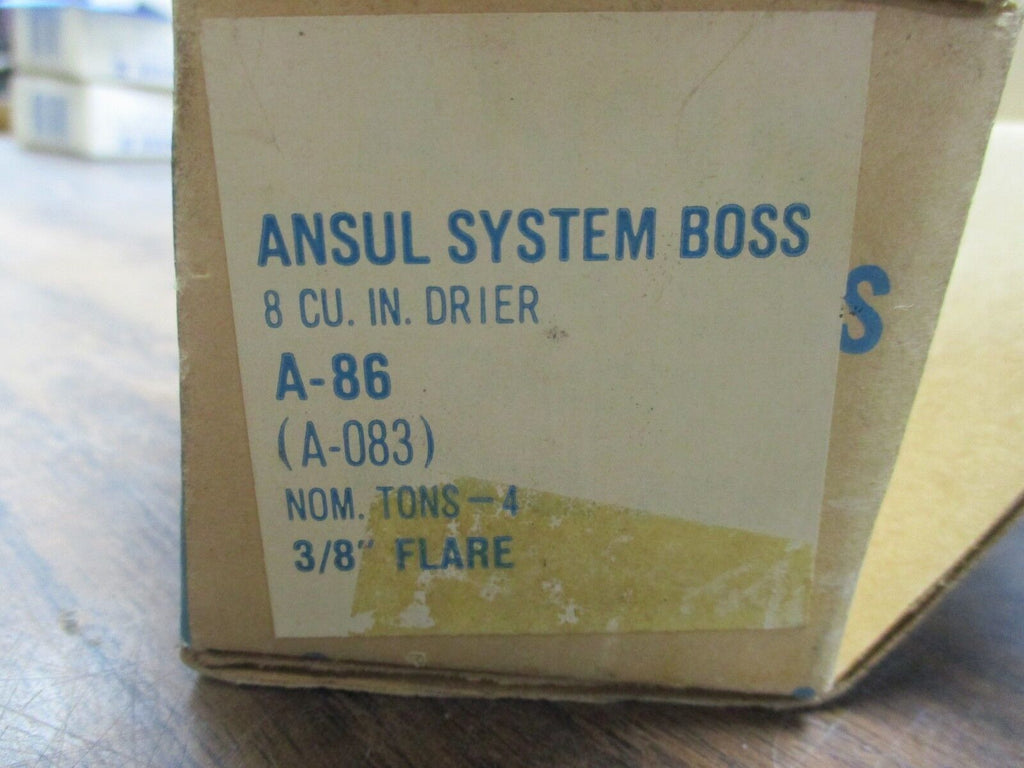 ANSUL SYSTEM BOSS
8 CU. IN. DRIER
A-86
(A-083)
NOM. TONS-4
3/8" FLARE
S